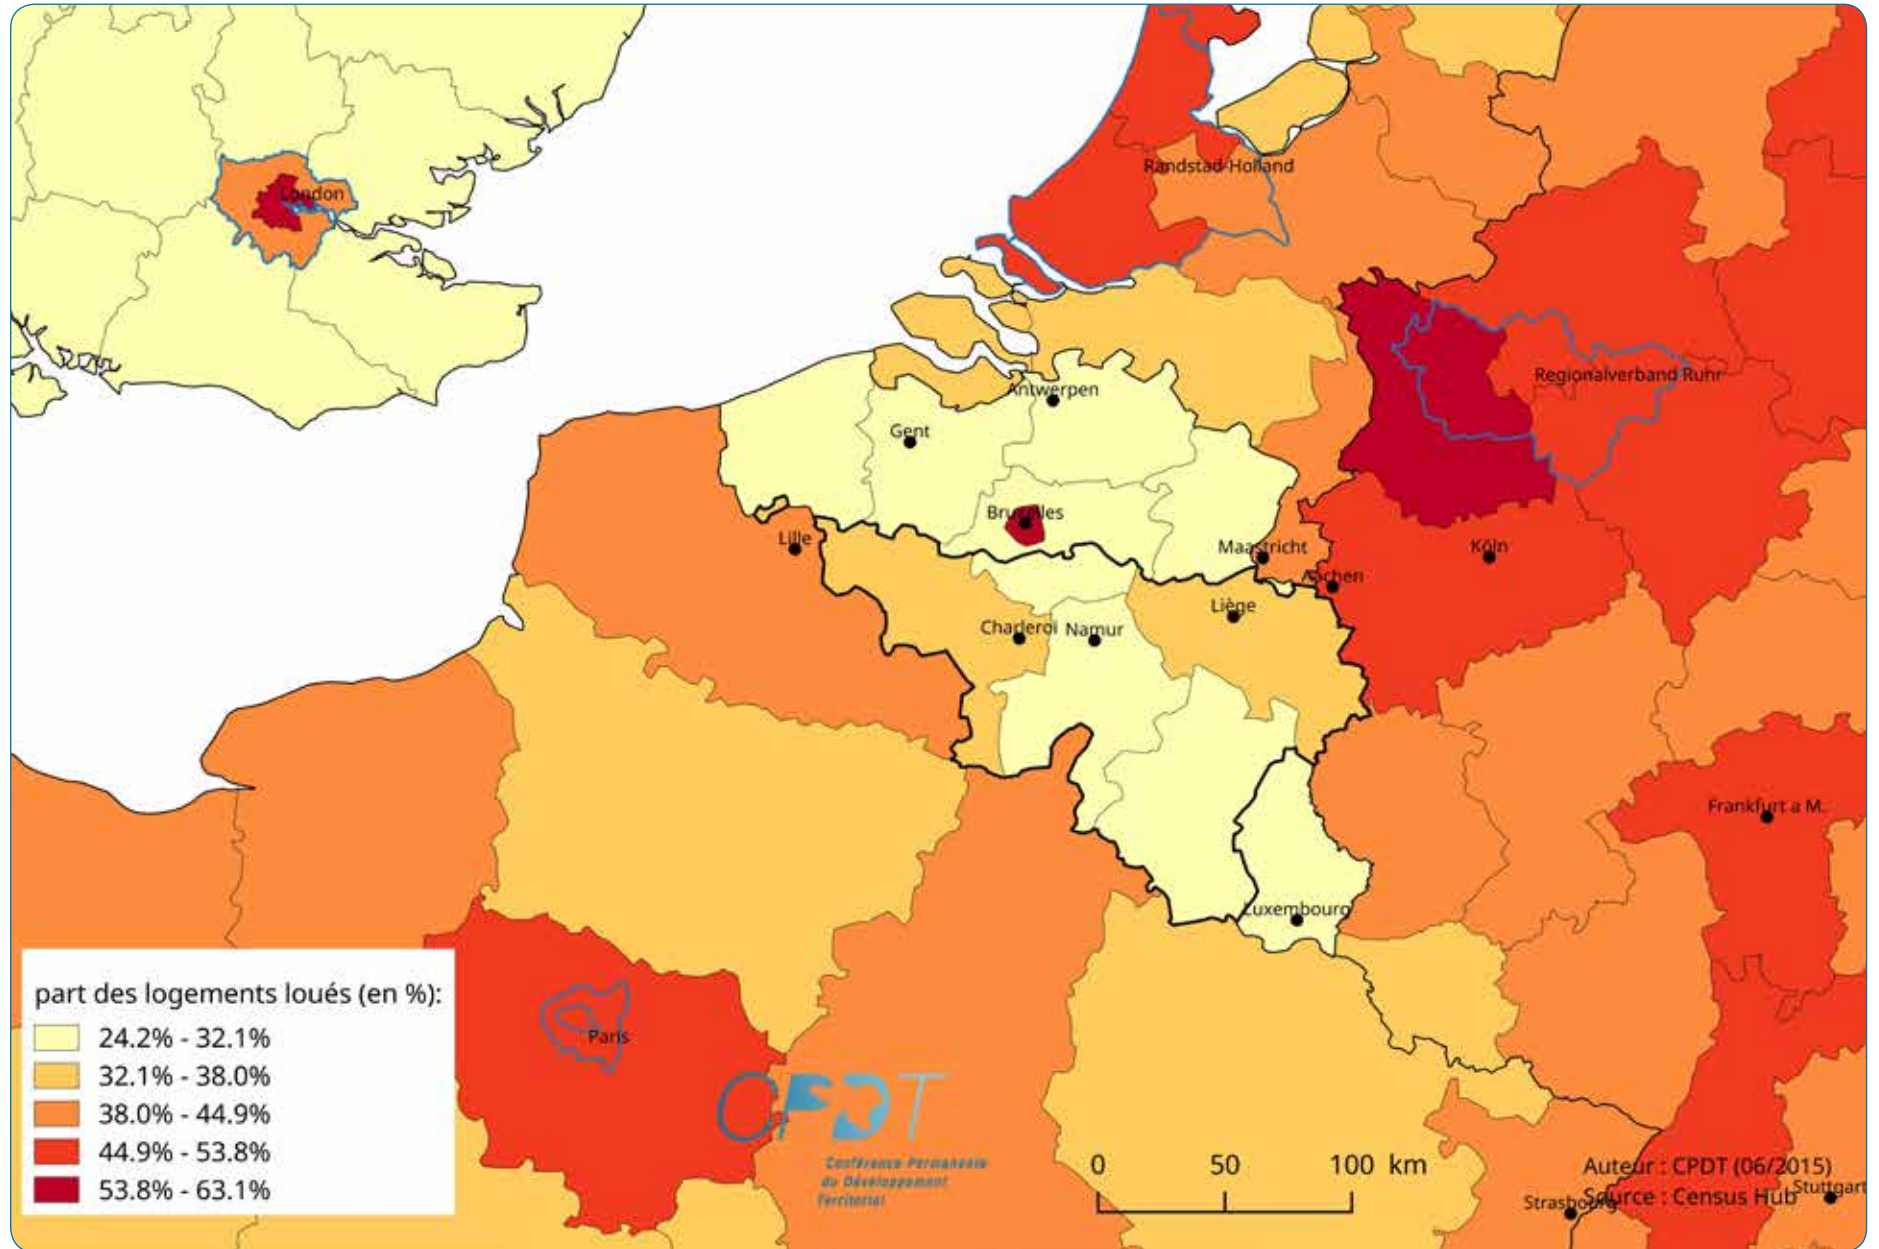 London
Randstad-Holland
Regionalverband Ruhr
Antwerpen
Gent
Bruxelles
Lille
Maastricht
Köln
Aachen
Liège
Charleroi
Namur
Frankfurt a M.
Luxembourg
Paris
part des logements loués (en %):
24.2% - 32.1%
32.1% - 38.0%
38.0% - 44.9%
44.9% - 53.8%
53.8% - 63.1%
CPDT
Conférence Permanente
du Développement
Territorial
0 50 100 km
Auteur : CPDT (06/2015)
Source : Census Hub
Strasbourg
Stuttgart